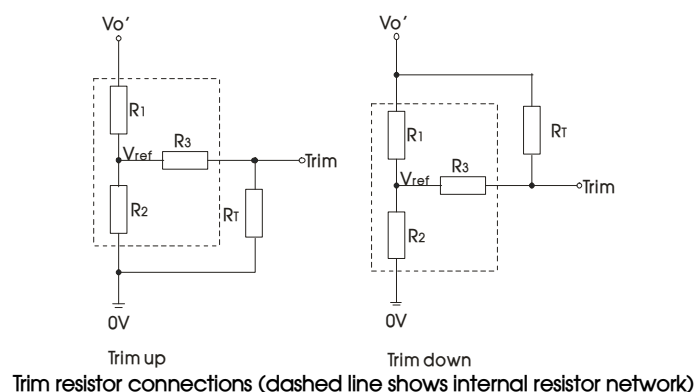 Vo'
R1
Vref
R3
Trim
R2
RT
0V
Trim up
Vo'
R1
RT
Vref
R3
Trim
R2
0V
Trim down
Trim resistor connections (dashed line shows internal resistor network)